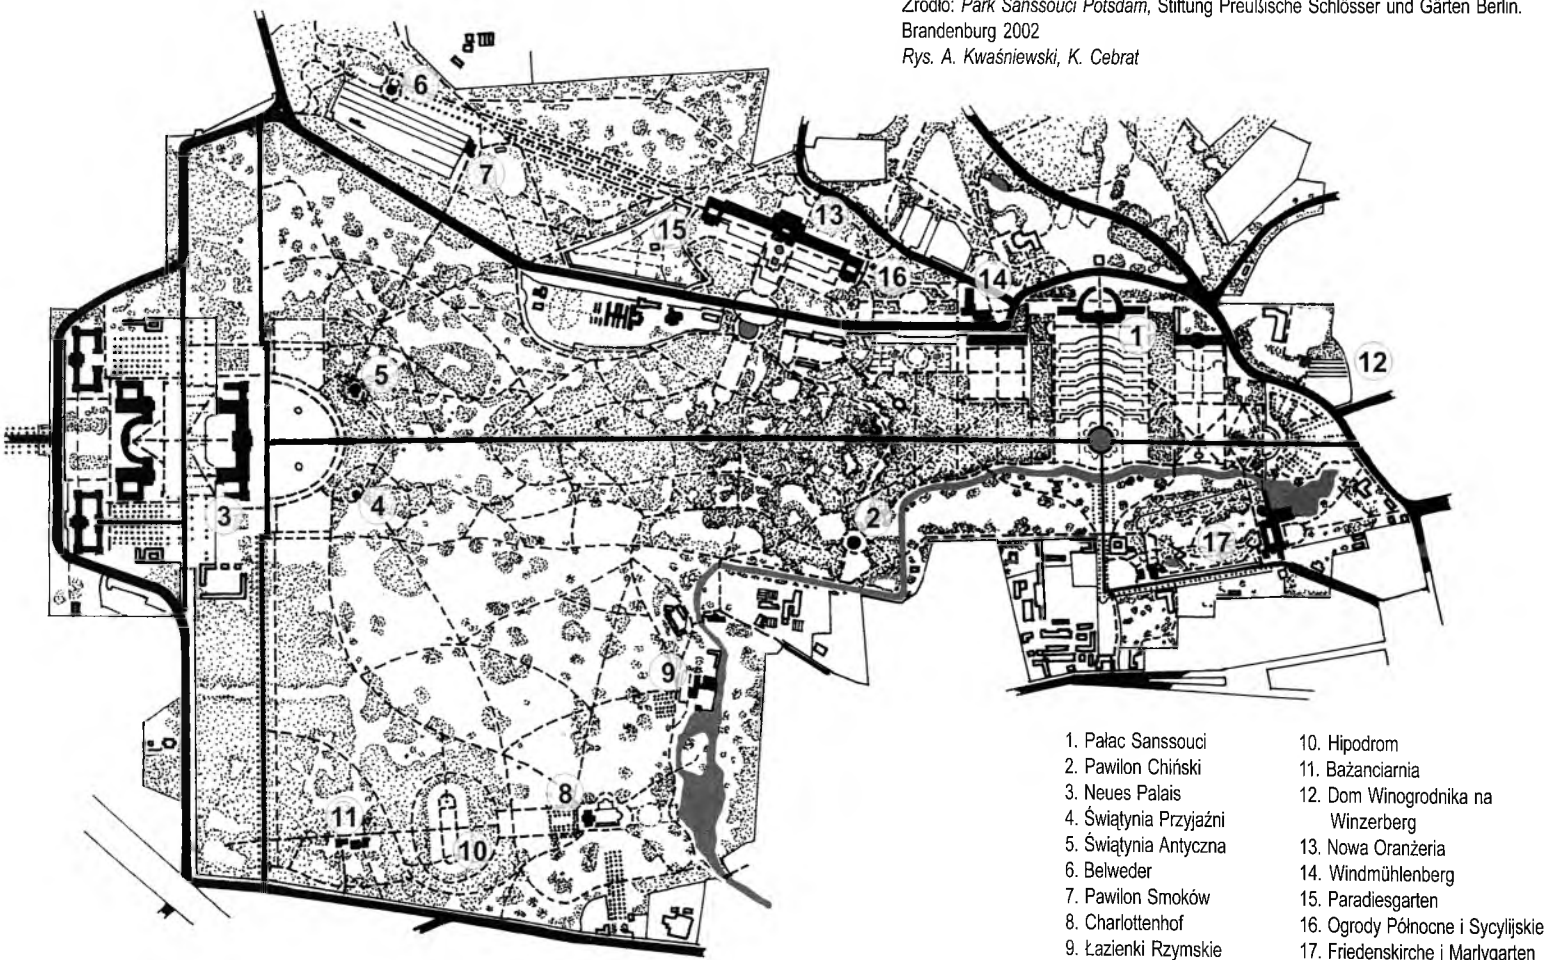 Źródło: Park Sanssouci Potsdam, Stiftung Preußische Schlösser und Gärten Berlin.
Brandenburg 2002
Rys. A. Kwaśniewski, K. Cebrat
6
7
13
15
16
14
1
12
5
4
3
2
17
9
8
11
10
1. Pałac Sanssouci
2. Pawilon Chiński
3. Neues Palais
4. Świątynia Przyjaźni
5. Świątynia Antyczna
6. Belweder
7. Pawilon Smoków
8. Charlottenhof
9. Łazienki Rzymskie
10. Hipodrom
11. Bażanciarnia
12. Dom Winogrodnika na
Winzerberg
13. Nowa Oranżeria
14. Windmühlenberg
15. Paradiesgarten
16. Ogrody Północne i Sycylijskie
17. Friedenskirche i Marlygarten